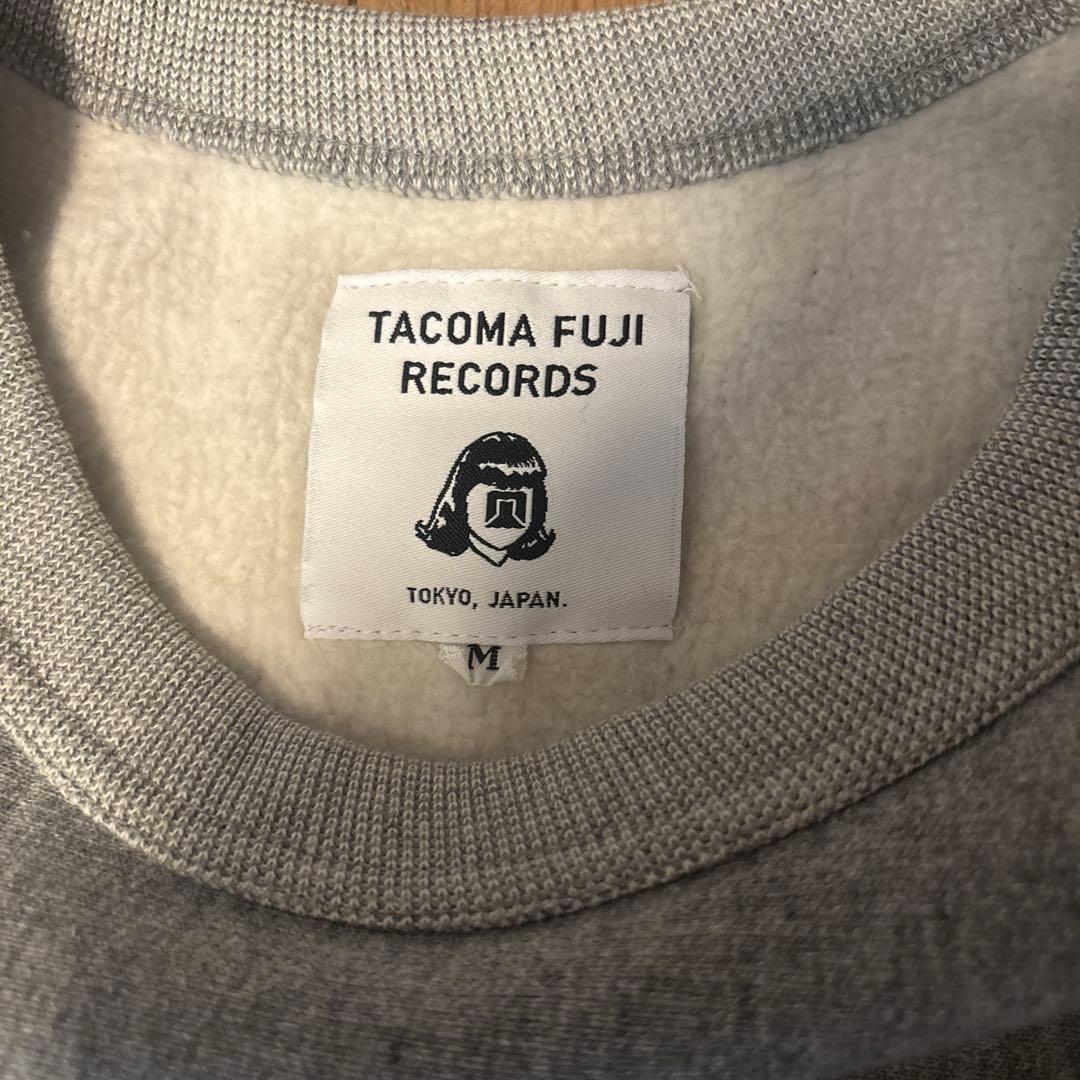 TACOMA FUJI
RECORDS
TOKYO, JAPAN.
M